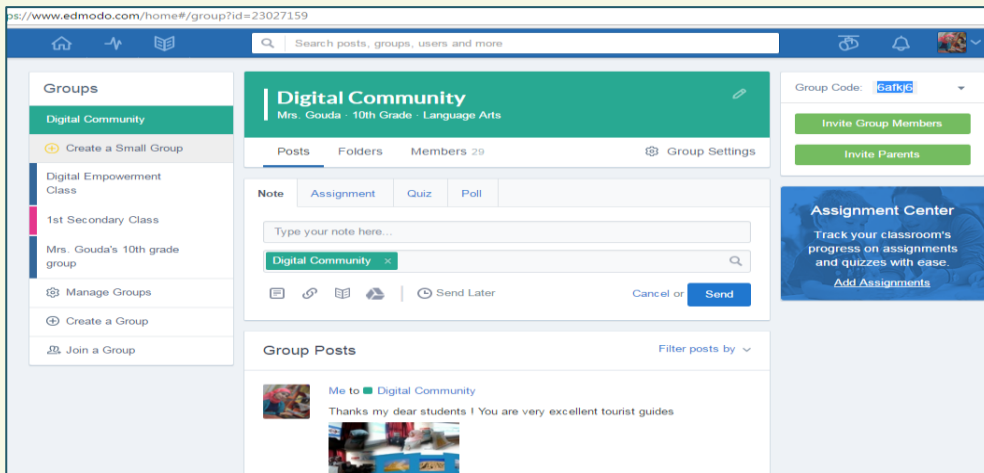 ps://www.edmodo.com/home#/group?id=23027159
Search posts, groups, users and more
Groups
Digital Community
Create a Small Group
Digital Empowerment
Class
1st Secondary Class
Mrs. Gouda's 10th grade
group
Manage Groups
Create a Group
Join a Group
Digital Community
Mrs. Gouda · 10th Grade · Language Arts
Posts Folders Members 29 Group Settings
Note Assignment Quiz Poll
Type your note here...
Digital Community ×
Send Later Cancel or Send
Group Posts Filter posts by
Me to Digital Community
Thanks my dear students ! You are very excellent tourist guides
Group Code: 6afkj6
Invite Group Members
Invite Parents
Assignment Center
Track your classroom's
progress on assignments
and quizzes with ease.
Add Assignments